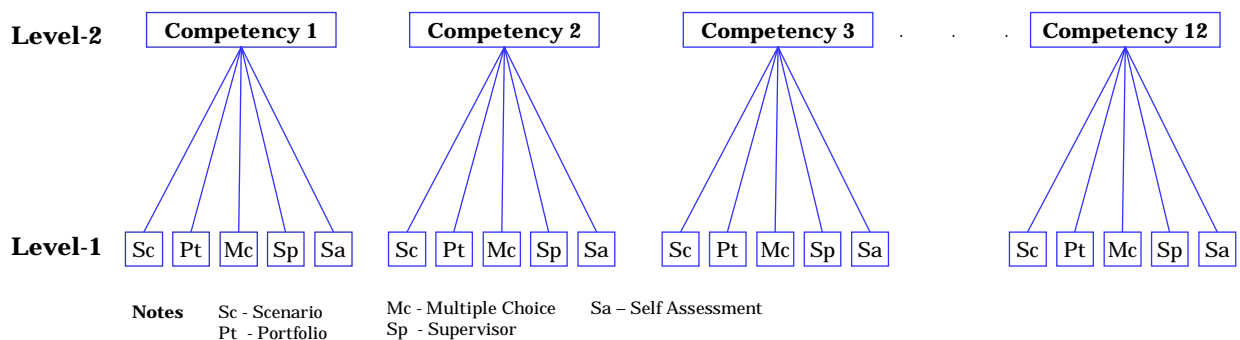 Level-2 Competency 1 Competency 2 Competency 3 . . . Competency 12
Level-1 Sc Pt Mc Sp Sa Sc Pt Mc Sp Sa Sc Pt Mc Sp Sa Sc Pt Mc Sp Sa
Notes Sc - Scenario Mc - Multiple Choice Sa – Self Assessment
Pt - Portfolio Sp - Supervisor